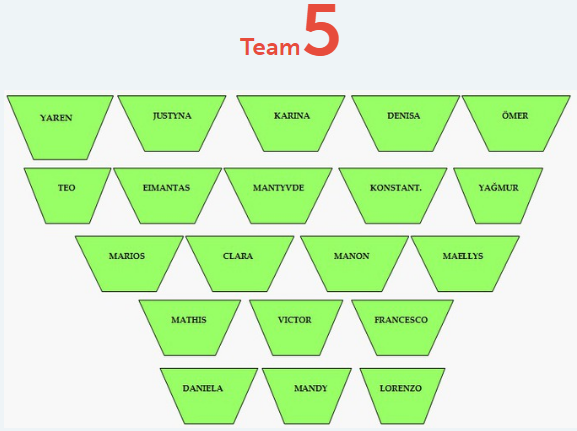 Team 5
YAREN JUSTYNA KARINA DENISA ÖMER
TEO EIMANTAS MANTYVDE KONSTANT. YAĞMUR
MARIOS CLARA MANON MAELLYS
MATHIS VICTOR FRANCESCO
DANIELA MANDY LORENZO